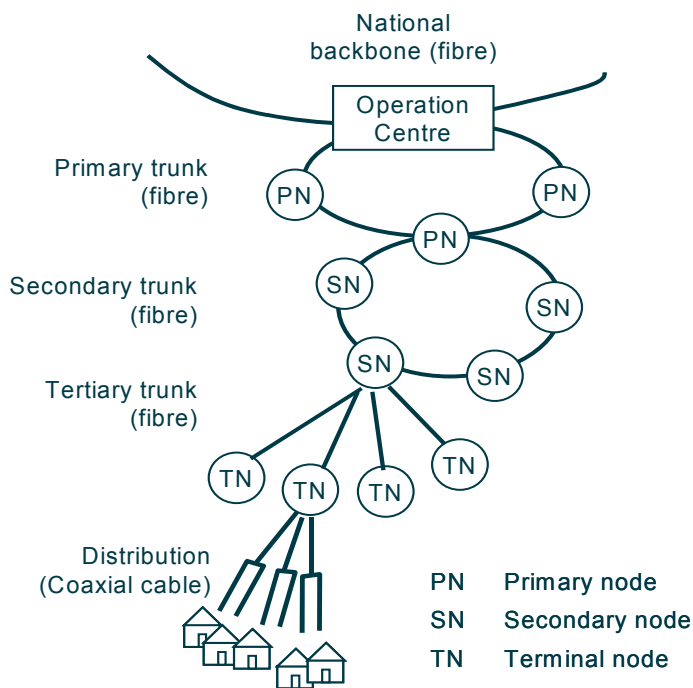 National
backbone (fibre)
Operation
Centre
Primary trunk
(fibre)
PN
PN
PN
Secondary trunk
(fibre)
SN
SN
SN
SN
Tertiary trunk
(fibre)
TN
TN
TN
TN
Distribution
(Coaxial cable)
PN Primary node
SN Secondary node
TN Terminal node